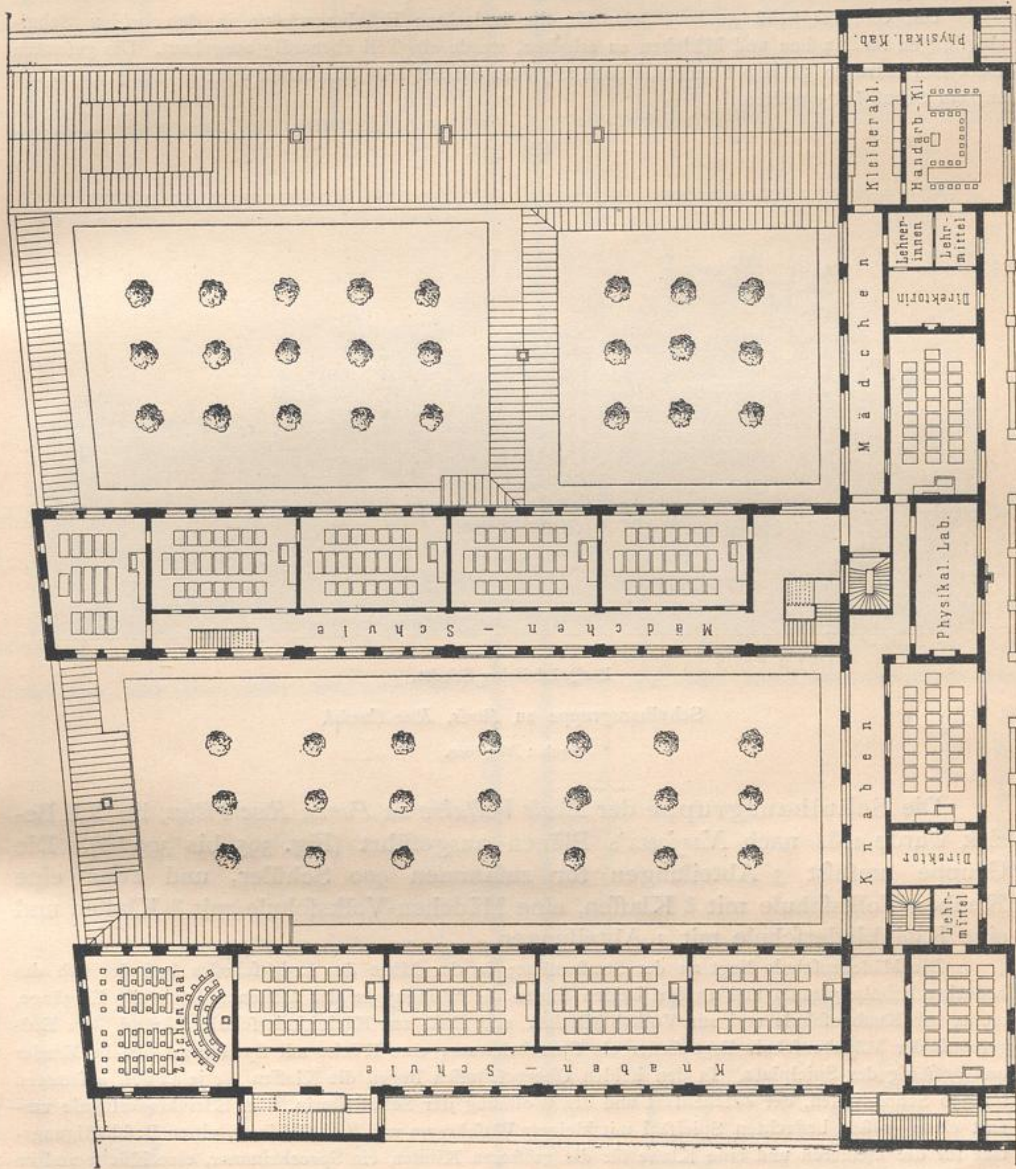 Physikal. Kab.
Kleiderabl.
Handarb-Kl.
Lehrer-
innen
Lehr-
mittel
Direktorin
Mädchen
Physikal. Lab.
Mädchen – Schule
Knaben
Direktor
Lehr-
mittel
Zeichensaal
Knaben – Schule